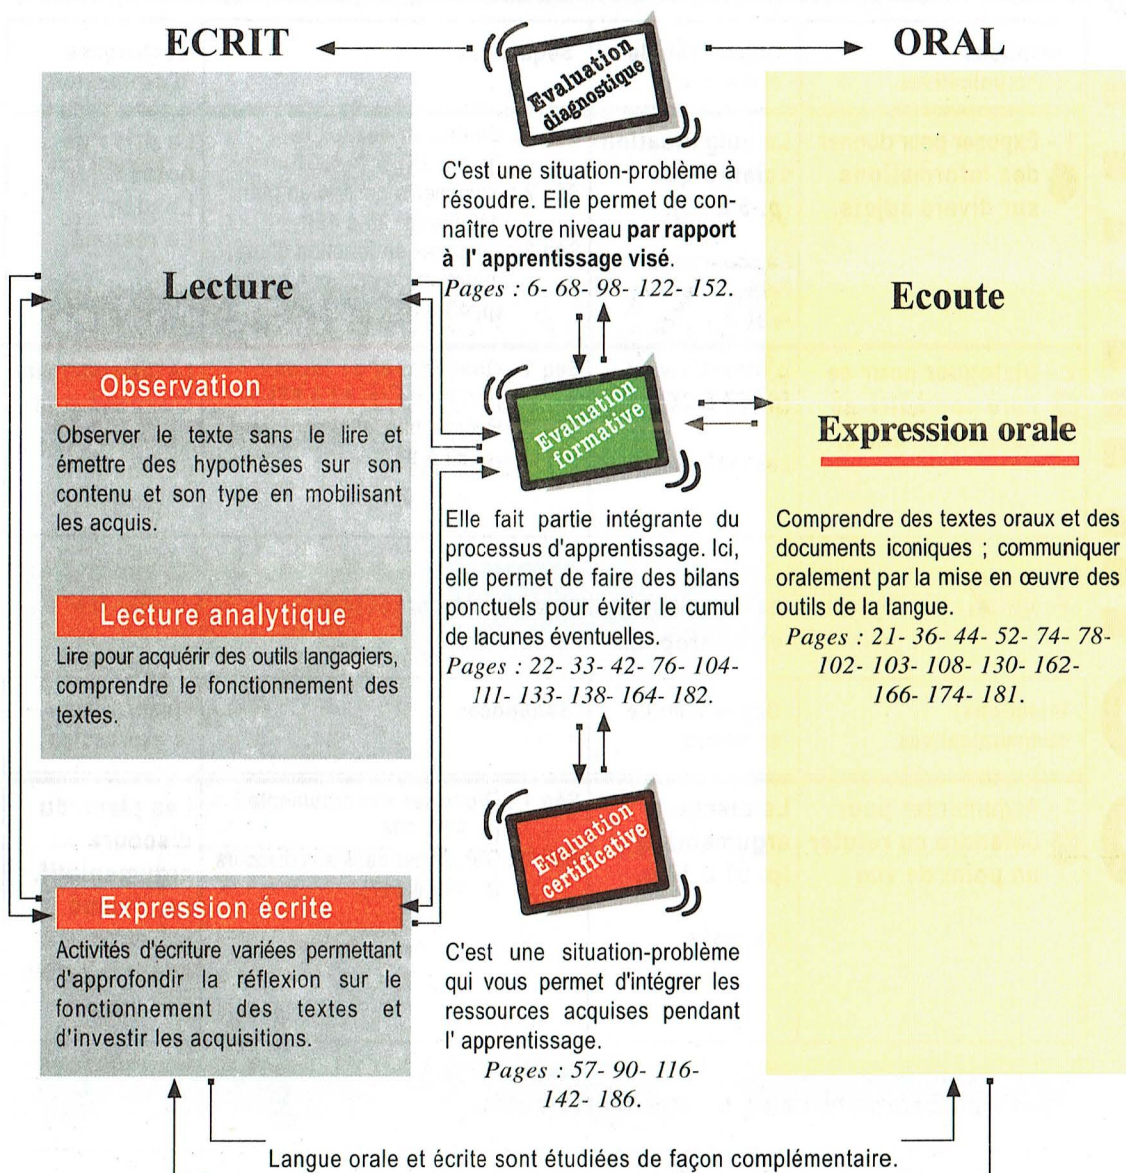 ECRIT
Evaluation
diagnostique
ORAL
C'est une situation-problème à
résoudre. Elle permet de con-
naître votre niveau par rapport
à l' apprentissage visé.
Pages : 6- 68- 98- 122- 152.
Lecture
Observation
Observer le texte sans le lire et
émettre des hypothèses sur son
contenu et son type en mobilisant
les acquis.
Lecture analytique
Lire pour acquérir des outils langagiers,
comprendre le fonctionnement des
textes.
Expression écrite
Activités d'écriture variées permettant
d'approfondir la réflexion sur le
fonctionnement des textes et
d'investir les acquisitions.
Evaluation
formative
Elle fait partie intégrante du
processus d'apprentissage. Ici,
elle permet de faire des bilans
ponctuels pour éviter le cumul
de lacunes éventuelles.
Pages : 22- 33- 42- 76- 104-
111- 133- 138- 164- 182.
Evaluation
certificative
C'est une situation-problème
qui vous permet d'intégrer les
ressources acquises pendant
l' apprentissage.
Pages : 57- 90- 116-
142- 186.
Ecoute
Expression orale
Comprendre des textes oraux et des
documents iconiques ; communiquer
oralement par la mise en œuvre des
outils de la langue.
Pages : 21- 36- 44- 52- 74- 78-
102- 103- 108- 130- 162-
166- 174- 181.
Langue orale et écrite sont étudiées de façon complémentaire.